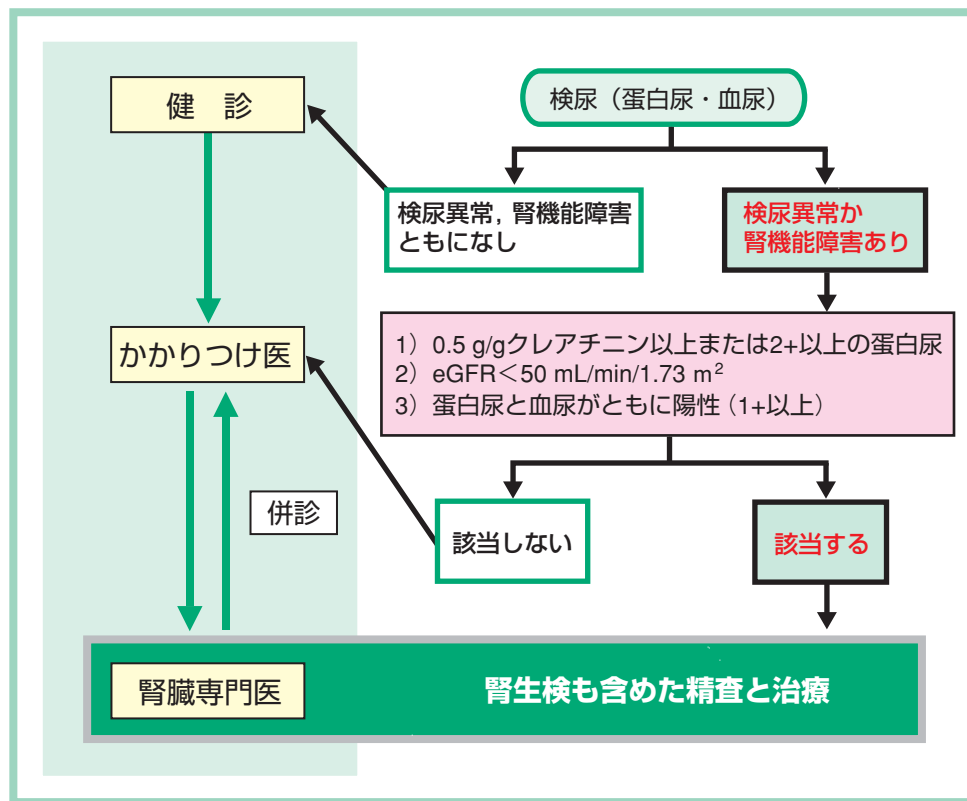 健　診
検尿（蛋白尿・血尿）
検尿異常，腎機能障害
ともになし
検尿異常か
腎機能障害あり
かかりつけ医
1）0.5 g/gクレアチニン以上または2+以上の蛋白尿
2）eGFR＜50 mL/min/1.73 m²
3）蛋白尿と血尿がともに陽性（1+以上）
併診
該当しない
該当する
腎臓専門医
腎生検も含めた精査と治療